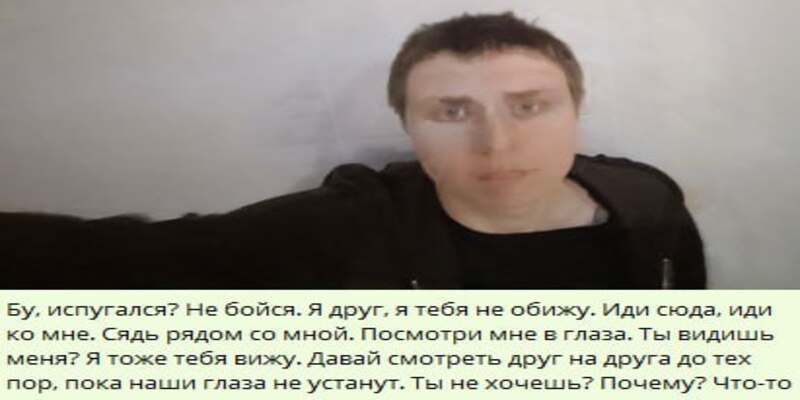 Бу, испугался? Не бойся. Я друг, я тебя не обижу. Иди сюда, иди
ко мне. Сядь рядом со мной. Посмотри мне в глаза. Ты видишь
меня? Я тоже тебя вижу. Давай смотреть друг на друга до тех
пор, пока наши глаза не устанут. Ты не хочешь? Почему? Что-то